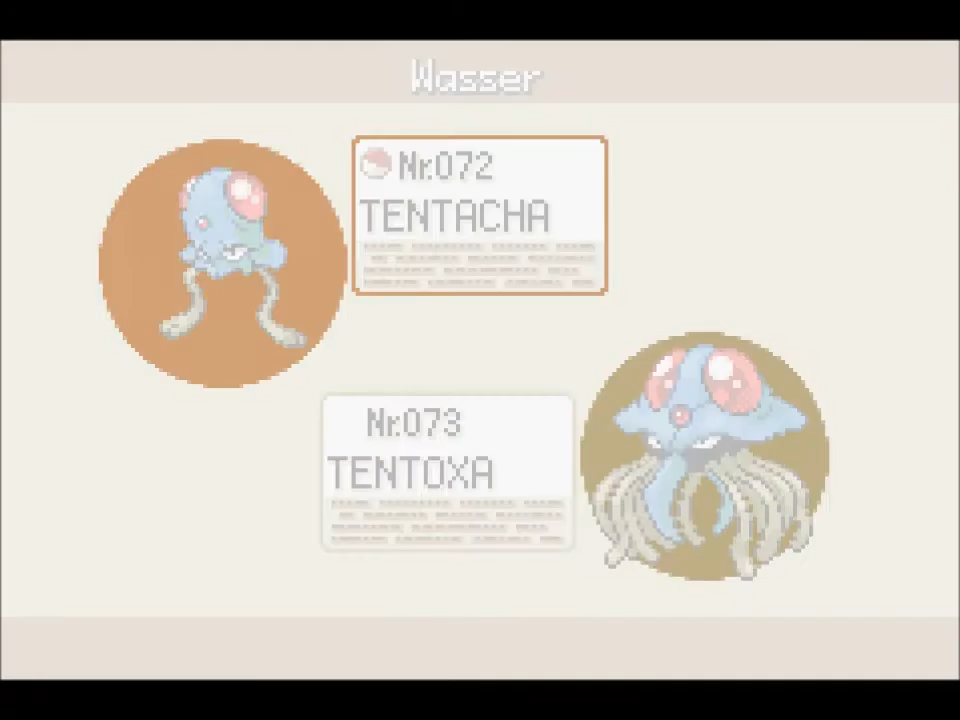 Wasser
Nr.072
TENTACHA
Nr.073
TENTOXA